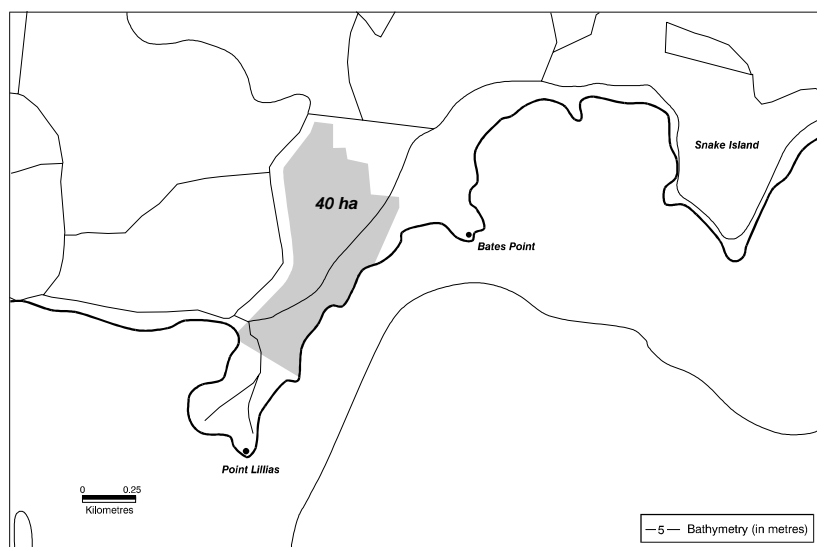 Snake Island
40 ha
Bates Point
Point Lillias
0 0.25
Kilometres
5 Bathymetry (in metres)